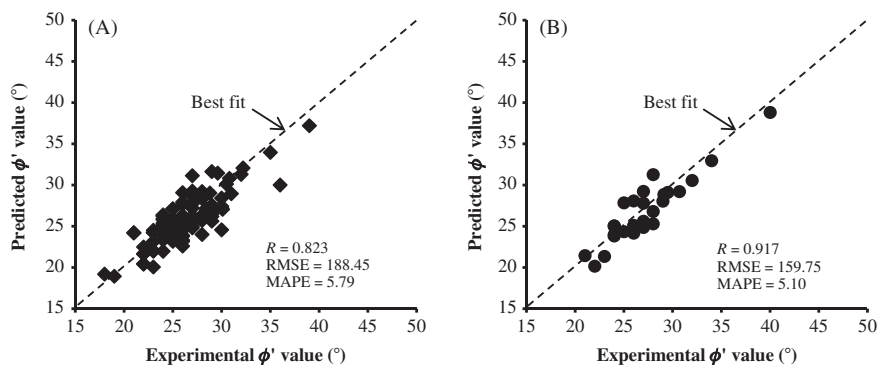 (A)
50
45
40
35
30
25
20
15
Predicted ϕ' value (°)
Best fit
R = 0.823
RMSE = 188.45
MAPE = 5.79
15 20 25 30 35 40 45 50
Experimental ϕ' value (°)
(B)
50
45
40
35
30
25
20
15
Predicted ϕ' value (°)
Best fit
R = 0.917
RMSE = 159.75
MAPE = 5.10
15 20 25 30 35 40 45 50
Experimental ϕ' value (°)